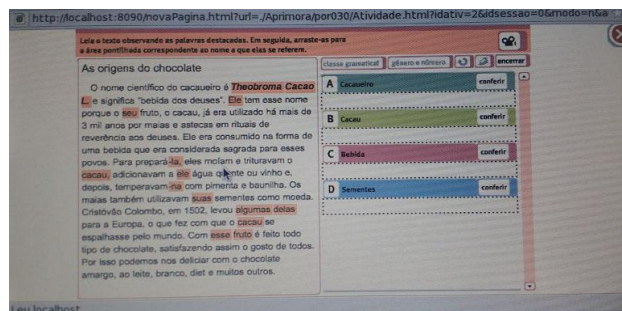 http://localhost:8090/novaPagina.html?url=./Aprimora/por030/Atividade.html?idativ=2&idsessao=0&modo=n&a
Leia o texto observando as palavras destacadas. Em seguida, arraste-as para
a área pontilhada correspondente ao nome a que elas se referem.
classe gramatical gênero e número encerrar
As origens do chocolate
O nome científico do cacaueiro é Theobroma Cacao
L. e significa "bebida dos deuses". Ele tem esse nome
porque o seu fruto, o cacau, já era utilizado há mais de
3 mil anos por maias e astecas em rituais de
reverência aos deuses. Ele era consumido na forma de
uma bebida que era considerada sagrada para esses
povos. Para prepará-la, eles moíam e trituravam o
cacau, adicionavam a ele água quente ou vinho e,
depois, temperavam-na com pimenta e baunilha. Os
maias também utilizavam suas sementes como moeda.
Cristóvão Colombo, em 1502, levou algumas delas
para a Europa, o que fez com que o cacau se
espalhasse pelo mundo. Com esse fruto é feito todo
tipo de chocolate, satisfazendo assim o gosto de todos.
Por isso podemos nos deliciar com o chocolate
amargo, ao leite, branco, diet e muitos outros.
A Cacaueiro conferir
B Cacau conferir
C Bebida conferir
D Sementes conferir
Leu localhost